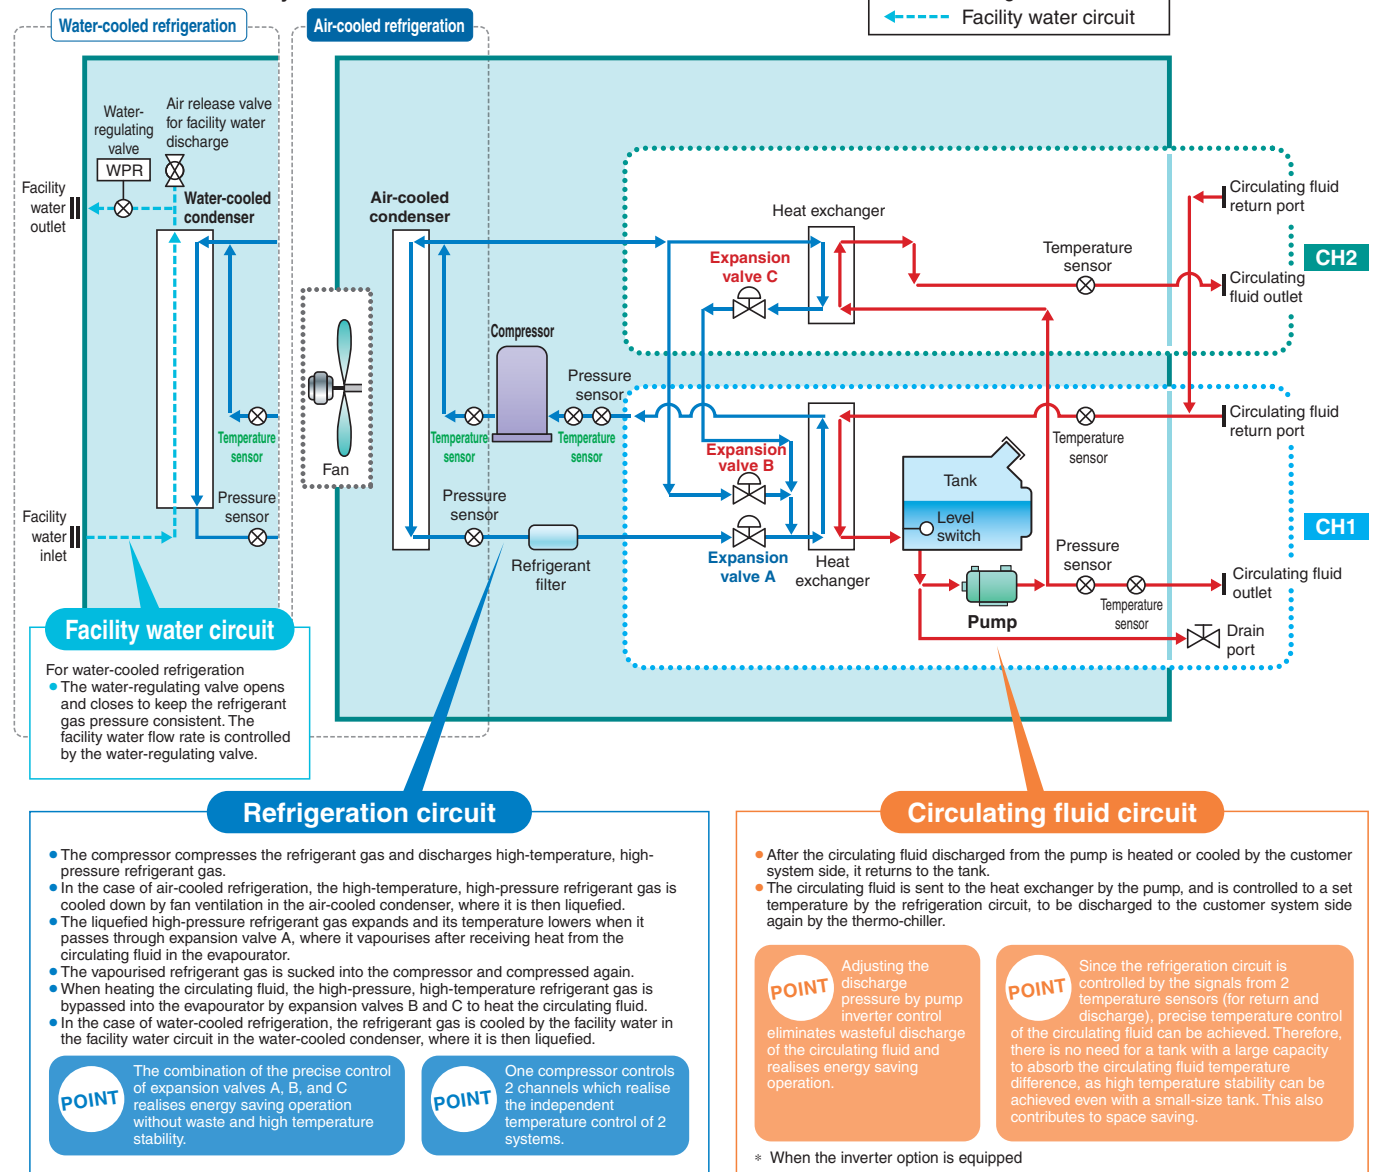 Facility water circuit
Water-cooled refrigeration
Air-cooled refrigeration
Water-
regulating
valve
WPR
Air release valve
for facility water
discharge
Facility
water
outlet
Water-cooled
condenser
Temperature
sensor
Pressure
sensor
Facility
water
inlet
Fan
Air-cooled
condenser
Compressor
Temperature
sensor
Pressure
sensor
Temperature
sensor
Pressure
sensor
Refrigerant
filter
Heat exchanger
Expansion
valve C
Temperature
sensor
Circulating fluid
return port
Circulating
fluid outlet
CH2
Expansion
valve B
Expansion
valve A
Heat
exchanger
Tank
Level
switch
Temperature
sensor
Circulating fluid
return port
CH1
Pressure
sensor
Temperature
sensor
Circulating fluid
outlet
Pump
Drain
port
Facility water circuit
For water-cooled refrigeration
● The water-regulating valve opens
and closes to keep the refrigerant
gas pressure consistent. The
facility water flow rate is controlled
by the water-regulating valve.
Refrigeration circuit
● The compressor compresses the refrigerant gas and discharges high-temperature, high-
pressure refrigerant gas.
● In the case of air-cooled refrigeration, the high-temperature, high-pressure refrigerant gas is
cooled down by fan ventilation in the air-cooled condenser, where it is then liquefied.
● The liquefied high-pressure refrigerant gas expands and its temperature lowers when it
passes through expansion valve A, where it vapourises after receiving heat from the
circulating fluid in the evapourator.
● The vapourised refrigerant gas is sucked into the compressor and compressed again.
● When heating the circulating fluid, the high-pressure, high-temperature refrigerant gas is
bypassed into the evapourator by expansion valves B and C to heat the circulating fluid.
● In the case of water-cooled refrigeration, the refrigerant gas is cooled by the facility water in
the facility water circuit in the water-cooled condenser, where it is then liquefied.
POINT
The combination of the precise control
of expansion valves A, B, and C
realises energy saving operation
without waste and high temperature
stability.
POINT
One compressor controls
2 channels which realise
the independent
temperature control of 2
systems.
Circulating fluid circuit
● After the circulating fluid discharged from the pump is heated or cooled by the customer
system side, it returns to the tank.
● The circulating fluid is sent to the heat exchanger by the pump, and is controlled to a set
temperature by the refrigeration circuit, to be discharged to the customer system side
again by the thermo-chiller.
POINT
Adjusting the
discharge
pressure by pump
inverter control
eliminates wasteful discharge
of the circulating fluid and
realises energy saving
operation.
POINT
Since the refrigeration circuit is
controlled by the signals from 2
temperature sensors (for return and
discharge), precise temperature control
of the circulating fluid can be achieved. Therefore,
there is no need for a tank with a large capacity
to absorb the circulating fluid temperature
difference, as high temperature stability can be
achieved even with a small-size tank. This also
contributes to space saving.
* When the inverter option is equipped